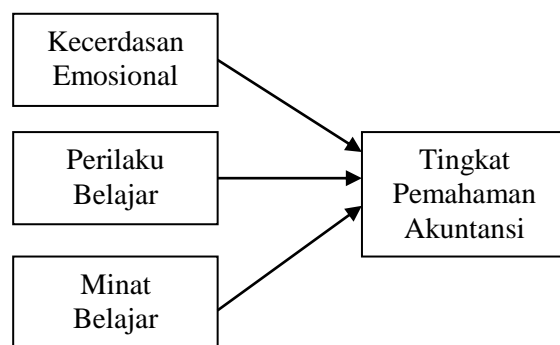 Kecerdasan
Emosional
Perilaku
Belajar
Minat
Belajar
Tingkat
Pemahaman
Akuntansi